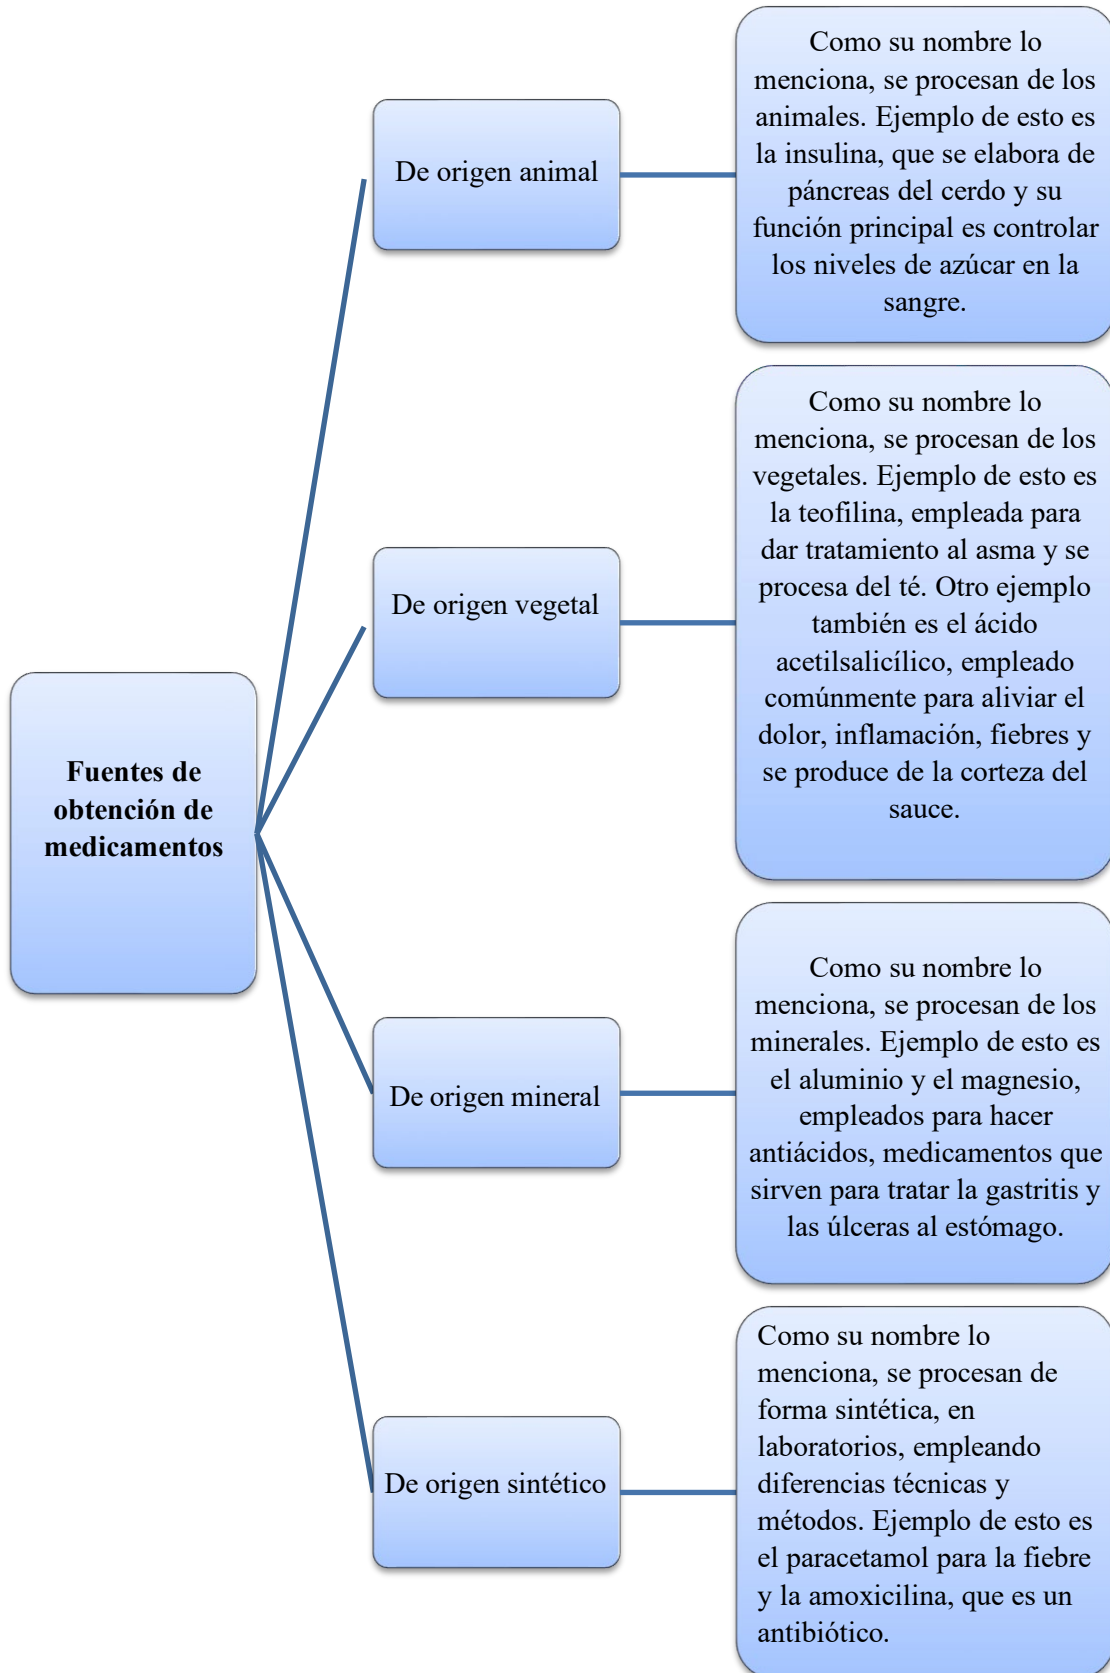 Fuentes de
obtención de
medicamentos
De origen animal
Como su nombre lo
menciona, se procesan de los
animales. Ejemplo de esto es
la insulina, que se elabora de
páncreas del cerdo y su
función principal es controlar
los niveles de azúcar en la
sangre.
De origen vegetal
Como su nombre lo
menciona, se procesan de los
vegetales. Ejemplo de esto es
la teofilina, empleada para
dar tratamiento al asma y se
procesa del té. Otro ejemplo
también es el ácido
acetilsalicílico, empleado
comúnmente para aliviar el
dolor, inflamación, fiebres y
se produce de la corteza del
sauce.
De origen mineral
Como su nombre lo
menciona, se procesan de los
minerales. Ejemplo de esto es
el aluminio y el magnesio,
empleados para hacer
antiácidos, medicamentos que
sirven para tratar la gastritis y
las úlceras al estómago.
De origen sintético
Como su nombre lo
menciona, se procesan de
forma sintética, en
laboratorios, empleando
diferencias técnicas y
métodos. Ejemplo de esto es
el paracetamol para la fiebre
y la amoxicilina, que es un
antibiótico.